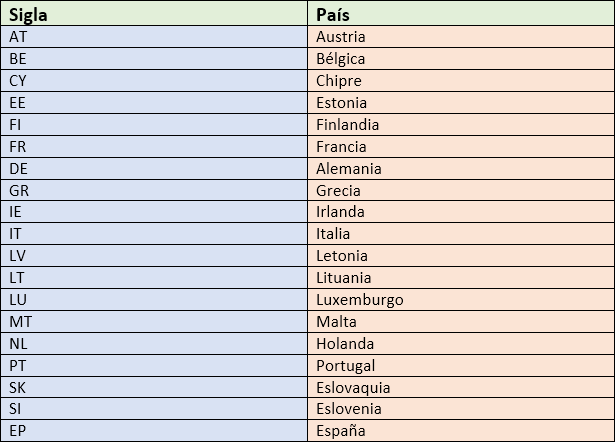 Sigla País
AT Austria
BE Bélgica
CY Chipre
EE Estonia
FI Finlandia
FR Francia
DE Alemania
GR Grecia
IE Irlanda
IT Italia
LV Letonia
LT Lituania
LU Luxemburgo
MT Malta
NL Holanda
PT Portugal
SK Eslovaquia
SI Eslovenia
EP España